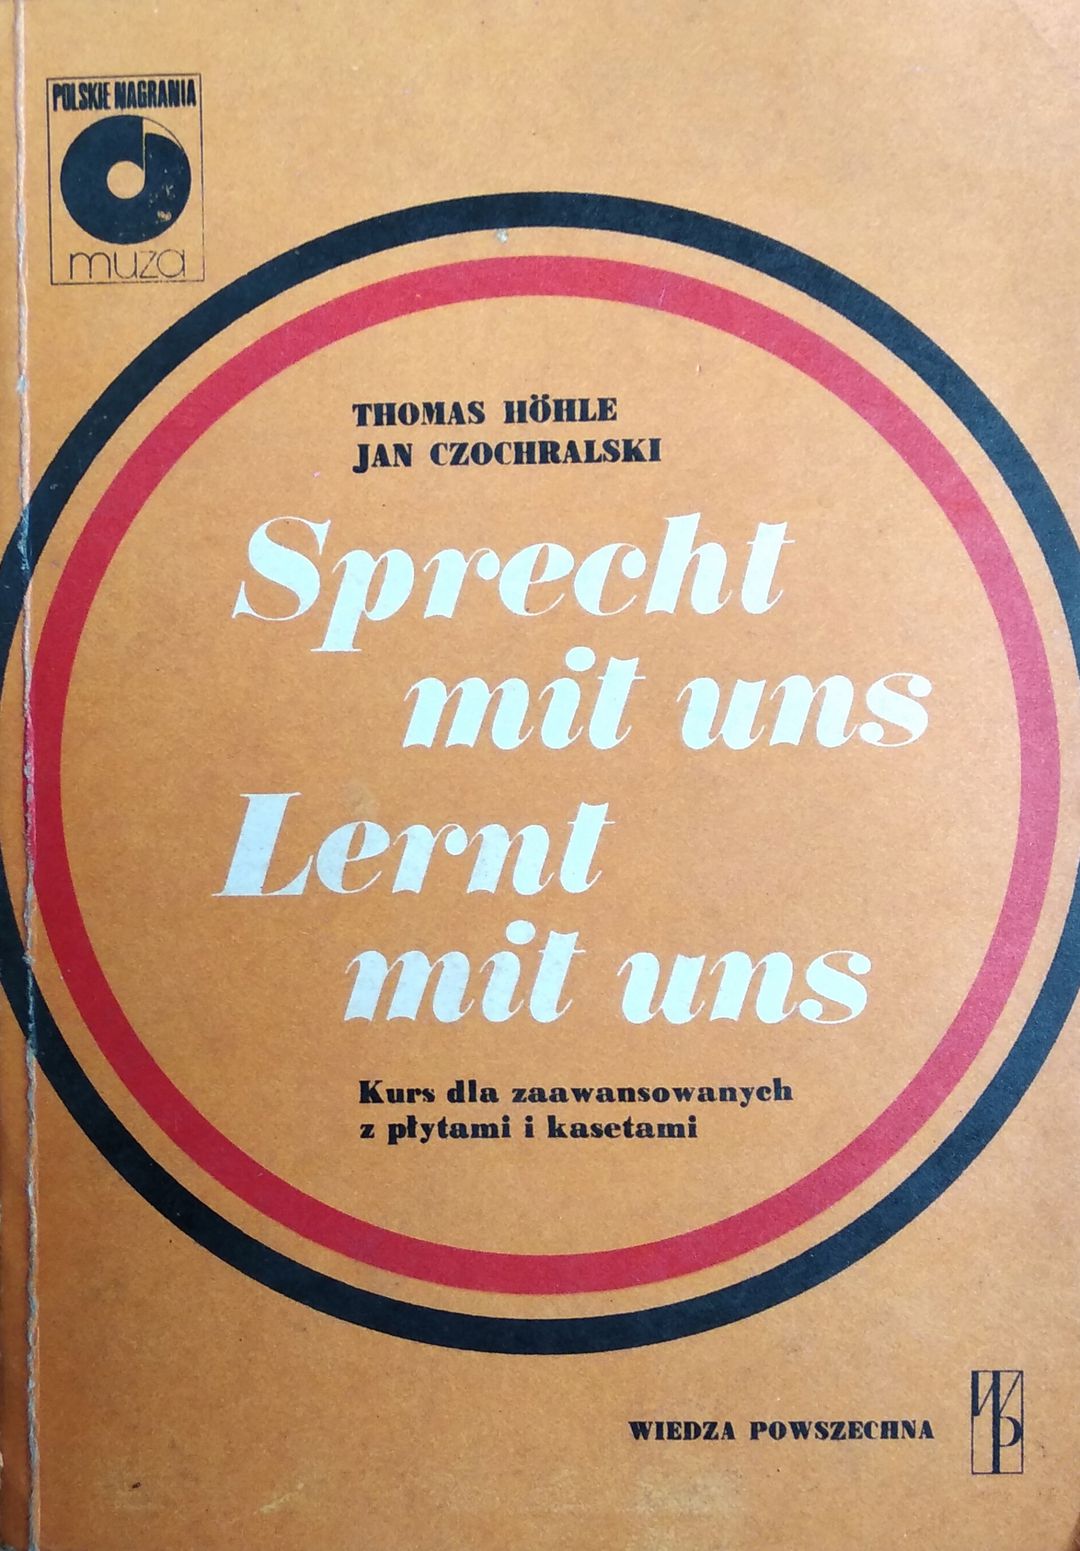 POLSKIE NAGRANIA
muza
THOMAS HÖHLE
JAN CZOCHRALSKI
Sprecht
mit uns
Lernt
mit uns
Kurs dla zaawansowanych
z płytami i kasetami
WIEDZA POWSZECHNA
WP